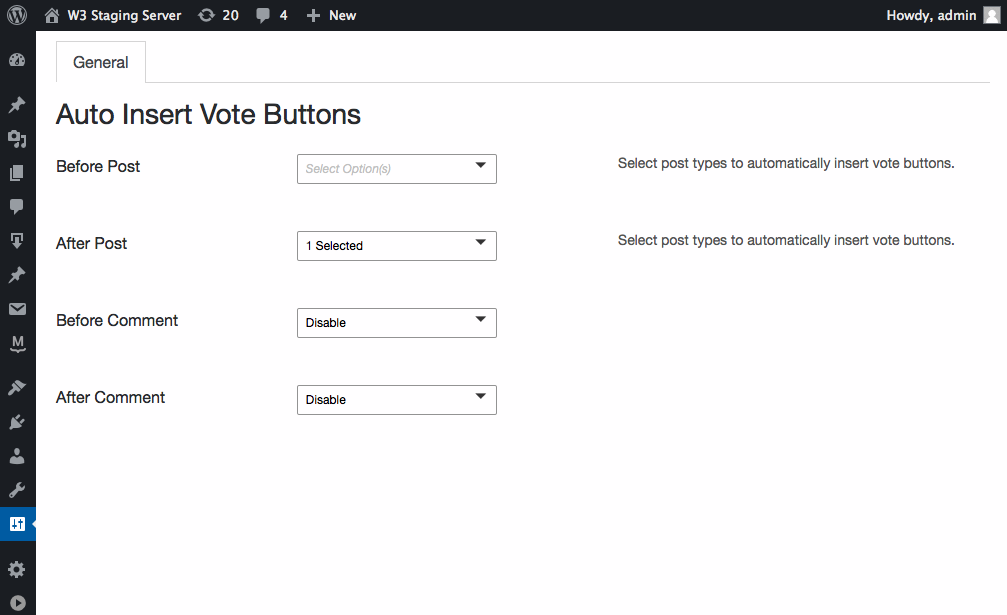 W3 Staging Server 20 4 New Howdy, admin
General
Auto Insert Vote Buttons
Before Post Select Option(s) Select post types to automatically insert vote buttons.
After Post 1 Selected Select post types to automatically insert vote buttons.
Before Comment Disable
After Comment Disable
M